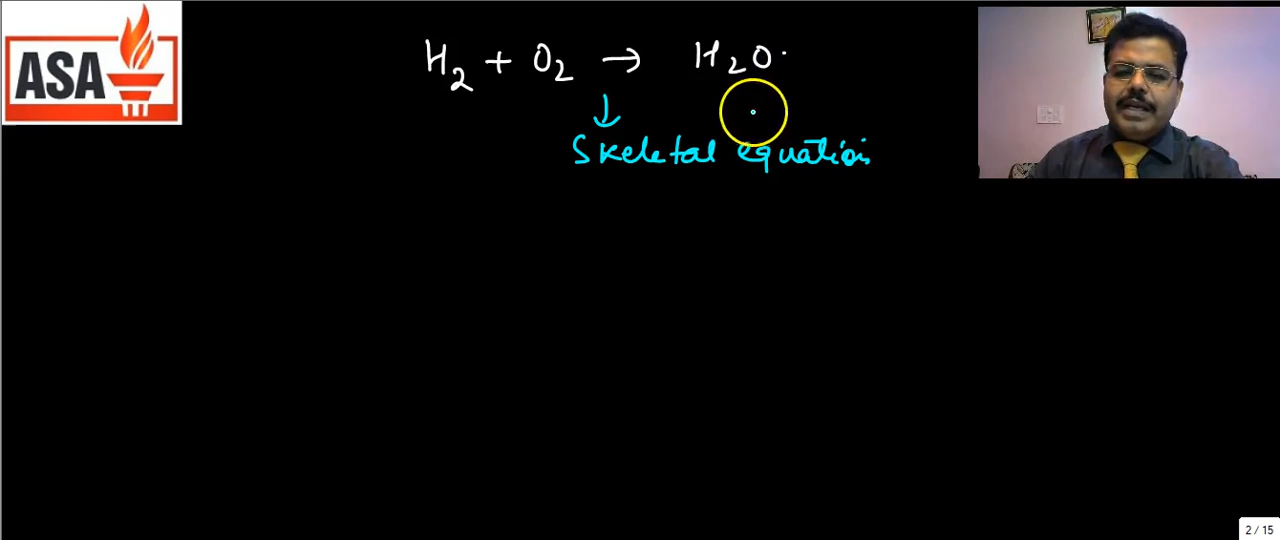 ASA
H₂ + O₂ → H₂O.
↓
Skeletal equation
2 / 15